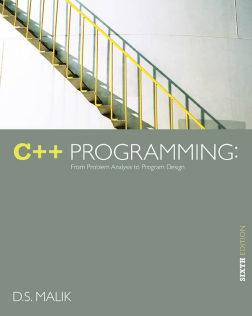 C++ PROGRAMMING:
From Problem Analysis to Program Design
SIXTH EDITION
D.S. MALIK